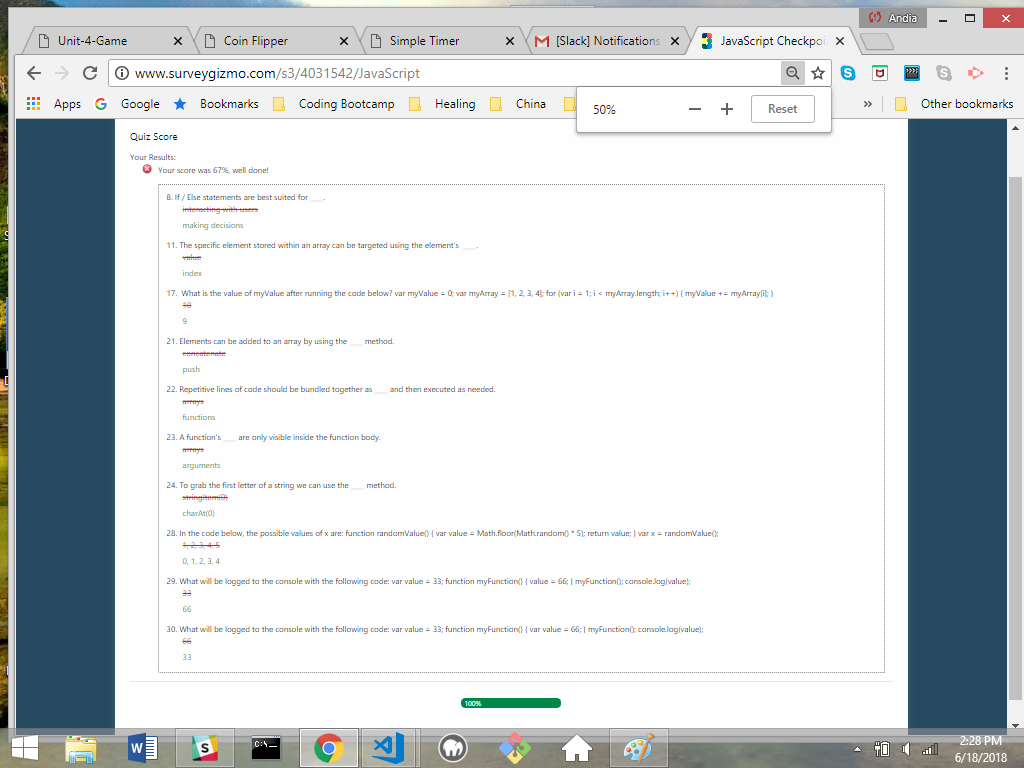 Andia
Unit-4-Game
Coin Flipper
Simple Timer
[Slack] Notifications
JavaScript Checkpoi
www.surveygizmo.com/s3/4031542/JavaScript
Apps
Google
Bookmarks
Coding Bootcamp
Healing
China
»
Other bookmarks
50%
Reset
Quiz Score
Your Results:
Your score was 67%, well done!
8. If / Else statements are best suited for ____.
interacting with users
making decisions
11. The specific element stored within an array can be targeted using the element's ____.
value
index
17. What is the value of myValue after running the code below? var myValue = 0; var myArray = [1, 2, 3, 4]; for (var i = 1; i < myArray.length; i++) { myValue += myArray[i]; }
10
9
21. Elements can be added to an array by using the ____ method.
concatenate
push
22. Repetitive lines of code should be bundled together as ____ and then executed as needed.
arrays
functions
23. A function's ____ are only visible inside the function body.
arrays
arguments
24. To grab the first letter of a string we can use the ____ method.
stringItem(0)
charAt(0)
28. In the code below, the possible values of x are: function randomValue() { var value = Math.floor(Math.random() * 5); return value; } var x = randomValue();
1, 2, 3, 4, 5
0, 1, 2, 3, 4
29. What will be logged to the console with the following code: var value = 33; function myFunction() { value = 66; } myFunction(); console.log(value);
33
66
30. What will be logged to the console with the following code: var value = 33; function myFunction() { var value = 66; } myFunction(); console.log(value);
66
33
100%
2:28 PM
6/18/2018